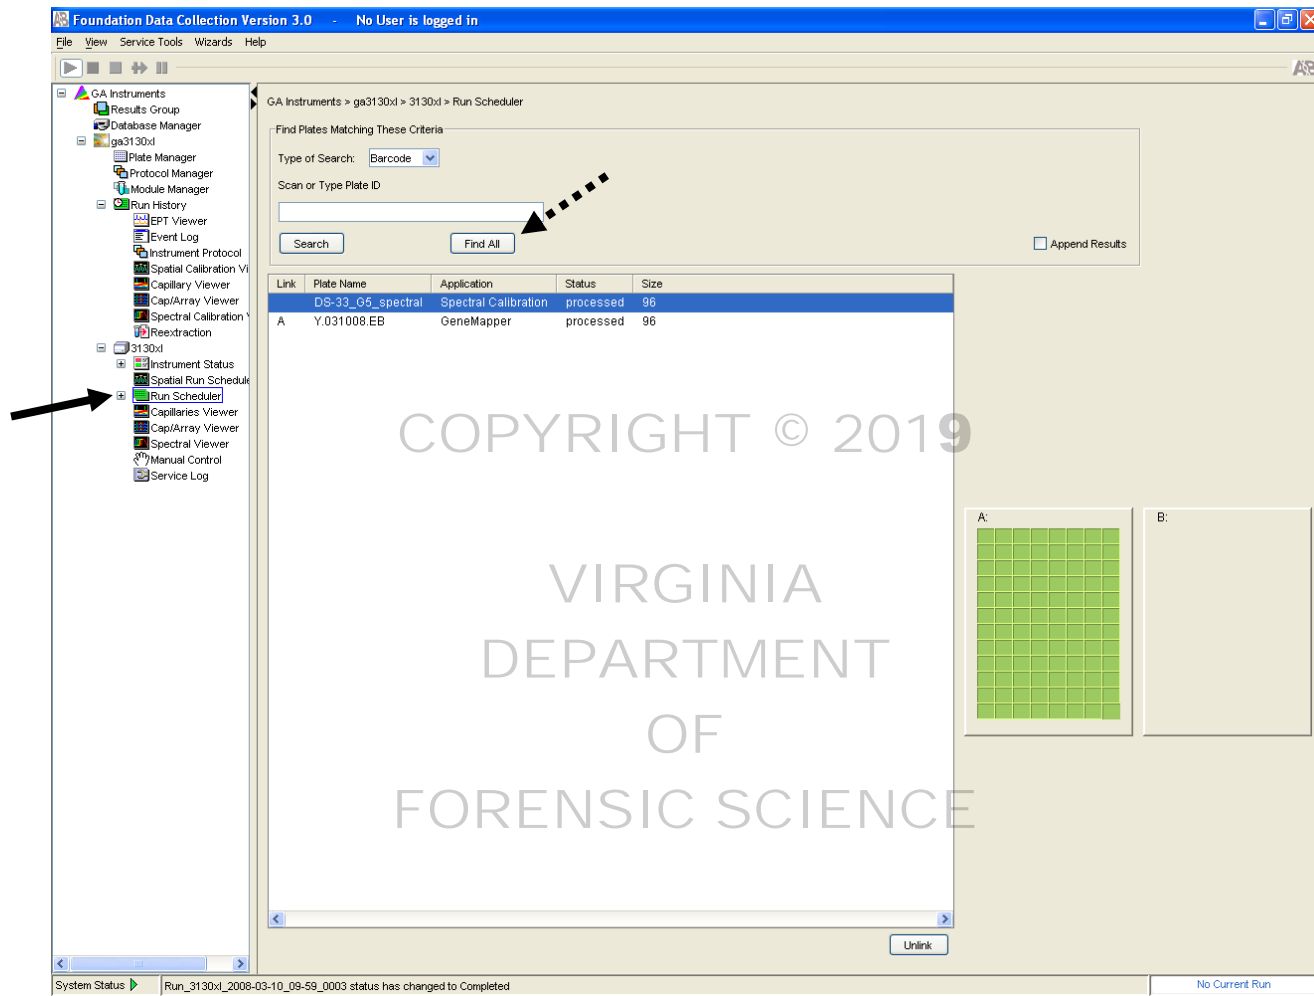 Foundation Data Collection Version 3.0 - No User is logged in
File View Service Tools Wizards Help
GA Instruments
Results Group
Database Manager
ga3130xl
Plate Manager
Protocol Manager
Module Manager
Run History
EPT Viewer
Event Log
Instrument Protocol
Spatial Calibration Vi
Capillary Viewer
Cap/Array Viewer
Spectral Calibration
Reextraction
3130xl
Instrument Status
Spatial Run Schedule
Run Scheduler
Capillaries Viewer
Cap/Array Viewer
Spectral Viewer
Manual Control
Service Log
GA Instruments > ga3130xl > 3130xl > Run Scheduler
Find Plates Matching These Criteria
Type of Search: Barcode
Scan or Type Plate ID
Search Find All Append Results
Link Plate Name Application Status Size
DS-33_G5_spectral Spectral Calibration processed 96
A Y.031008.EB GeneMapper processed 96
COPYRIGHT © 2019
VIRGINIA
DEPARTMENT
OF
FORENSIC SCIENCE
A: B:
Unlink
System Status Run_3130xl_2008-03-10_09-59_0003 status has changed to Completed No Current Run